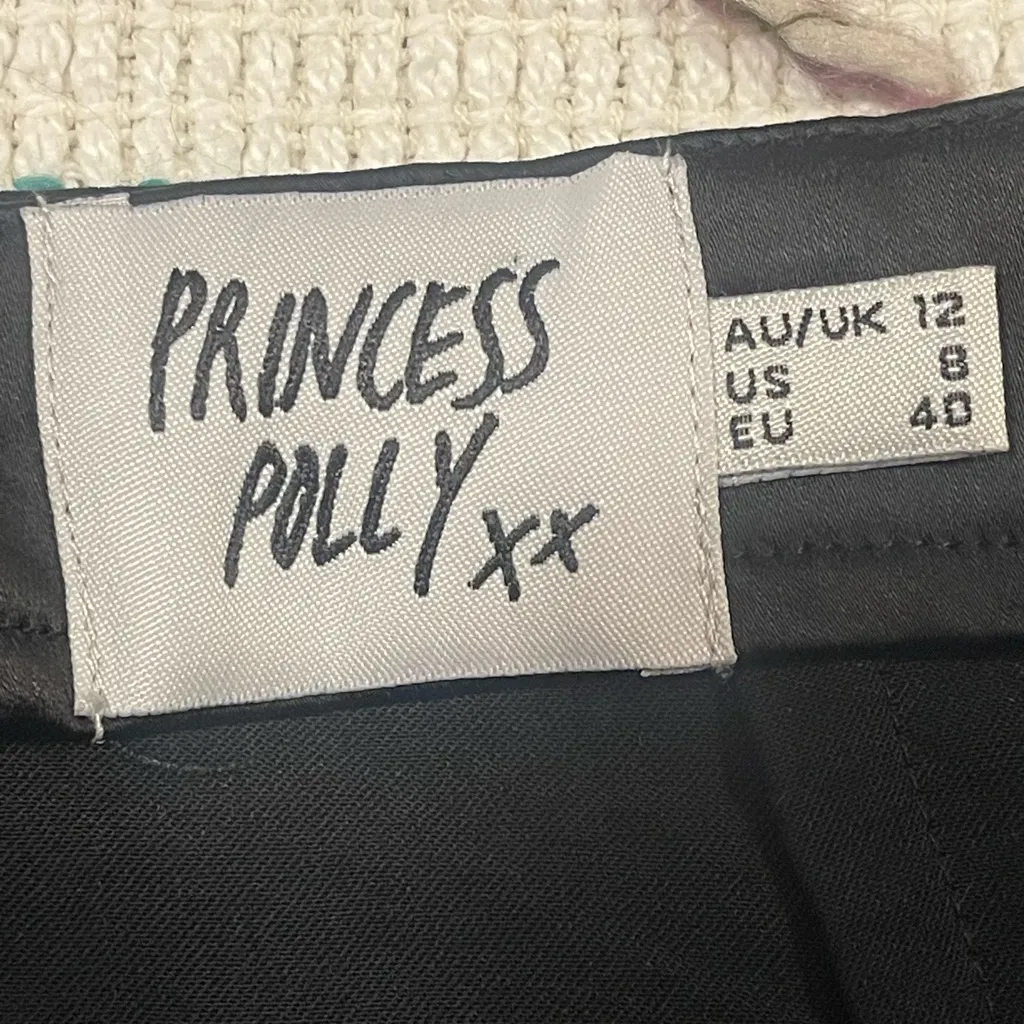 PRINCESS
POLLY xx
AU/UK 12
US 8
EU 40